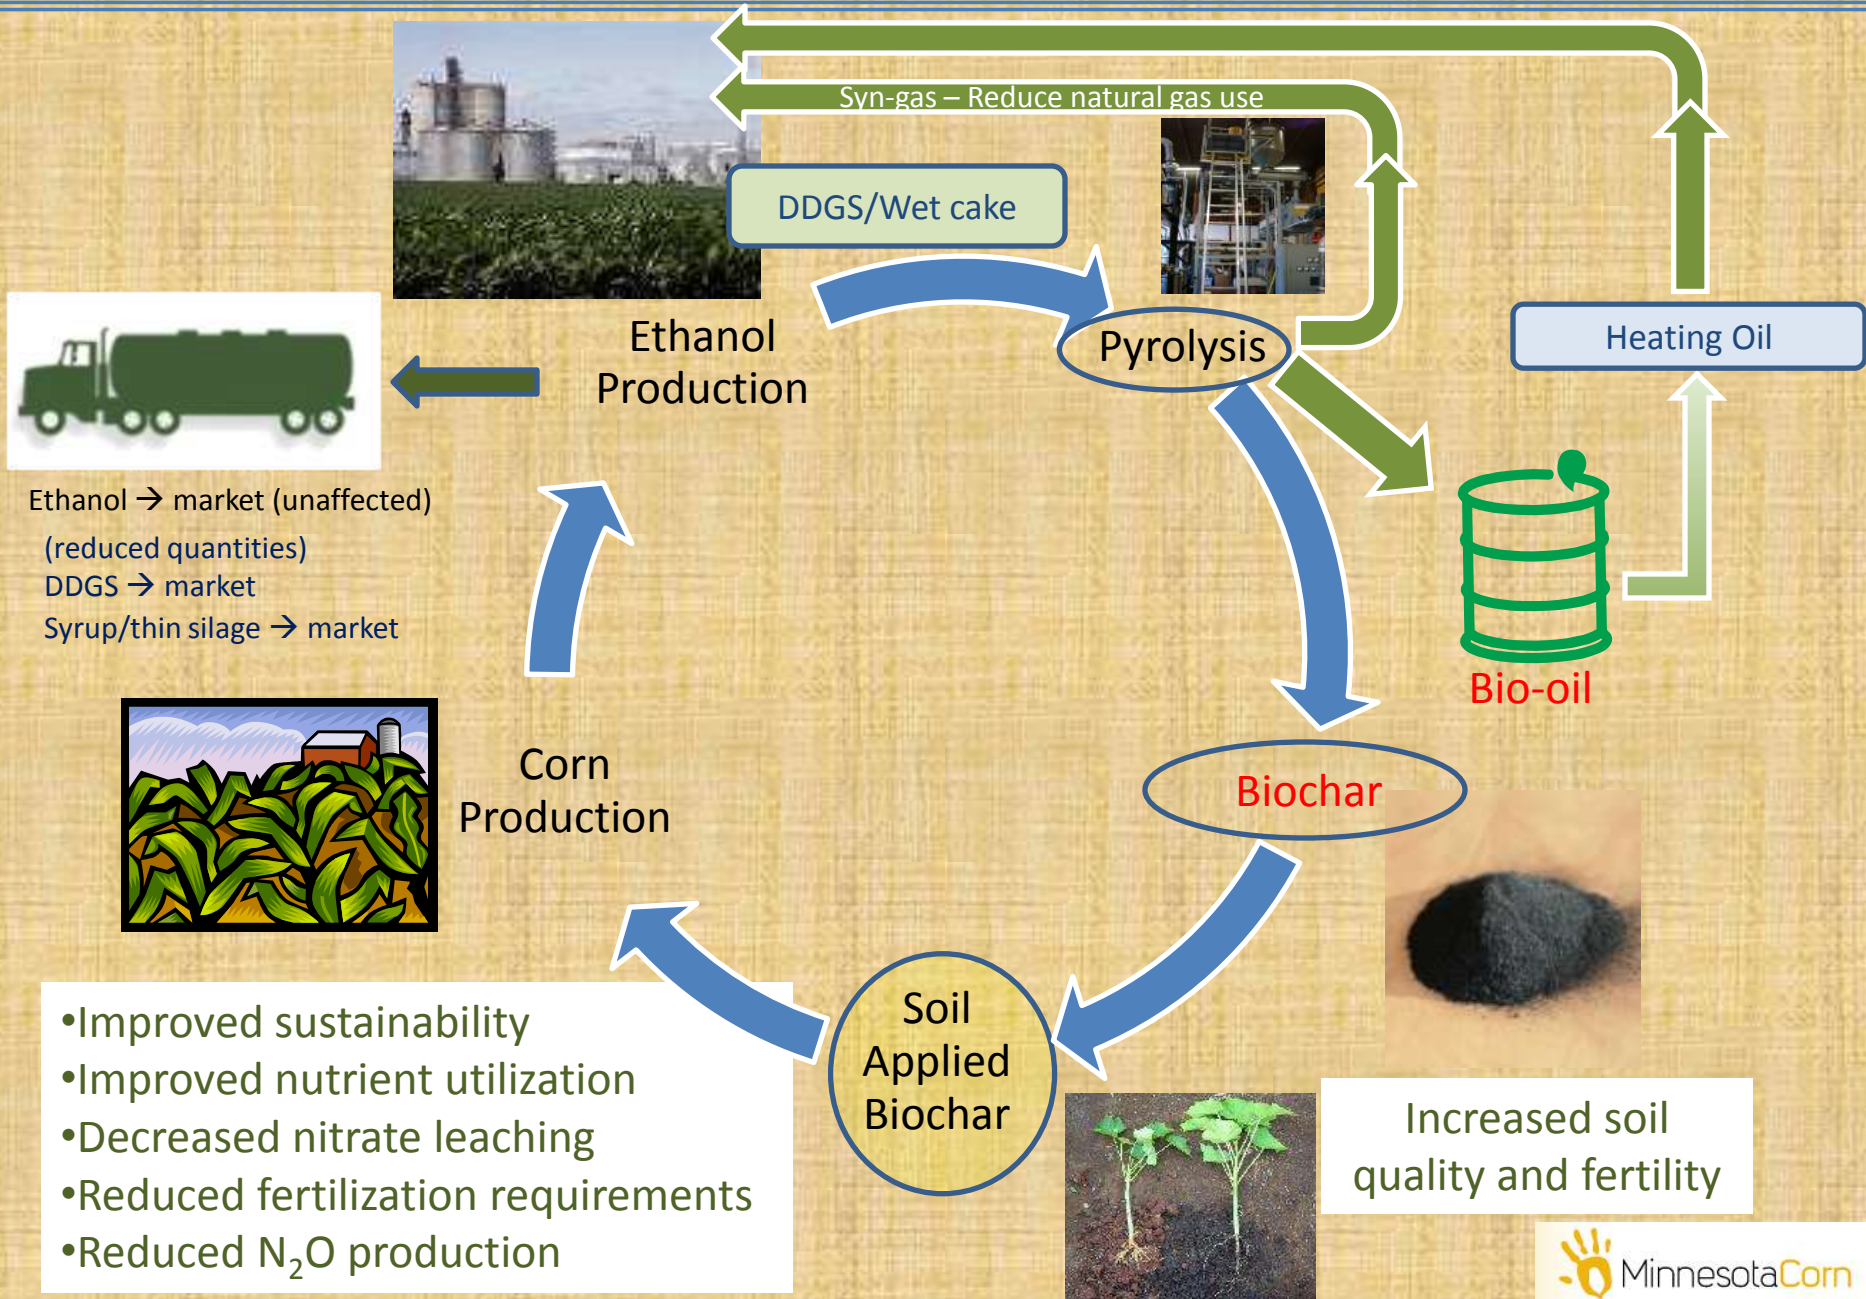 Syn-gas – Reduce natural gas use
DDGS/Wet cake
Ethanol
Production
Pyrolysis
Heating Oil
Ethanol → market (unaffected)
(reduced quantities)
DDGS → market
Syrup/thin silage → market
Bio-oil
Corn
Production
Biochar
Soil
Applied
Biochar
•Improved sustainability
•Improved nutrient utilization
•Decreased nitrate leaching
•Reduced fertilization requirements
•Reduced N₂O production
Increased soil
quality and fertility
MinnesotaCorn